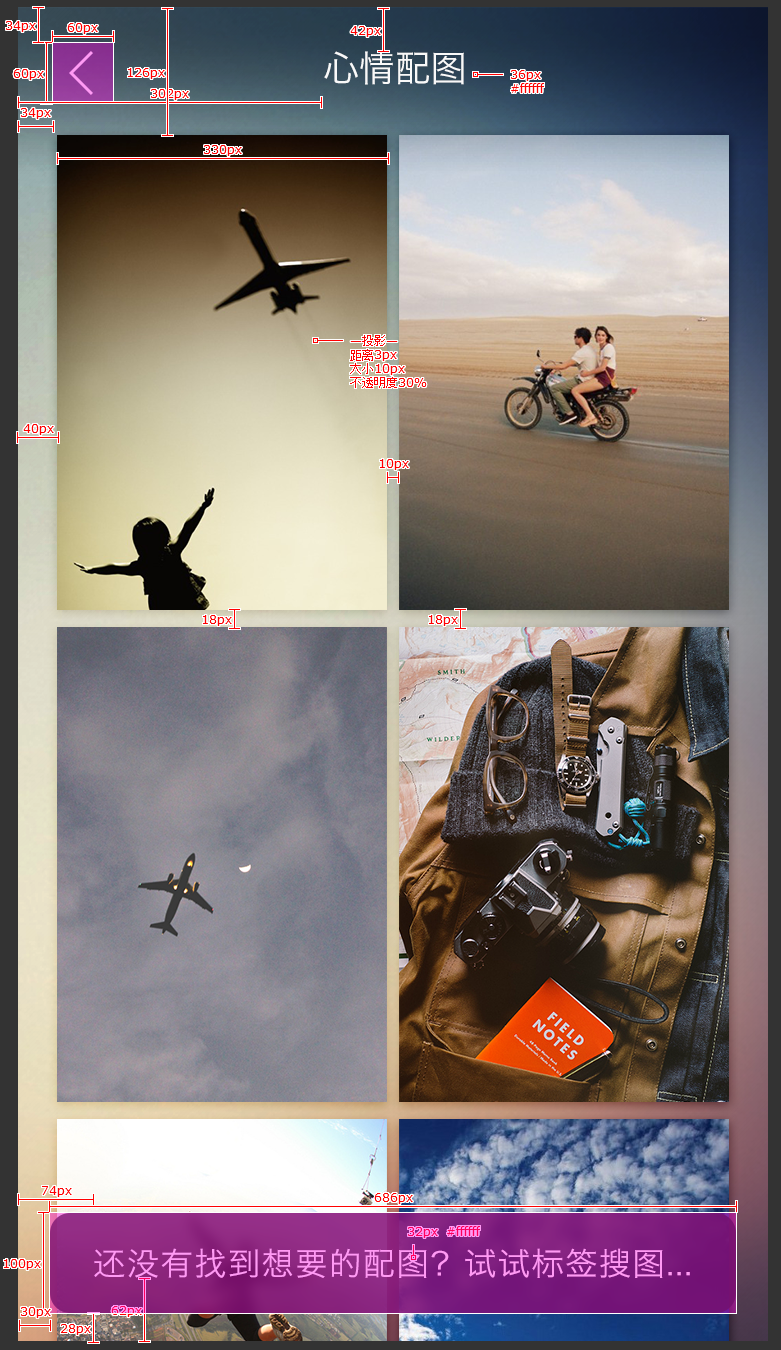 34px
60px
42px
心情配图
60px
126px
36px
#ffffff
302px
34px
330px
投影
距离3px
大小10px
不透明度30%
40px
10px
18px
18px
SMITH
WILDER
FIELD
NOTES
74px
686px
32px #ffffff
还没有找到想要的配图？试试标签搜图...
100px
30px
62px
28px